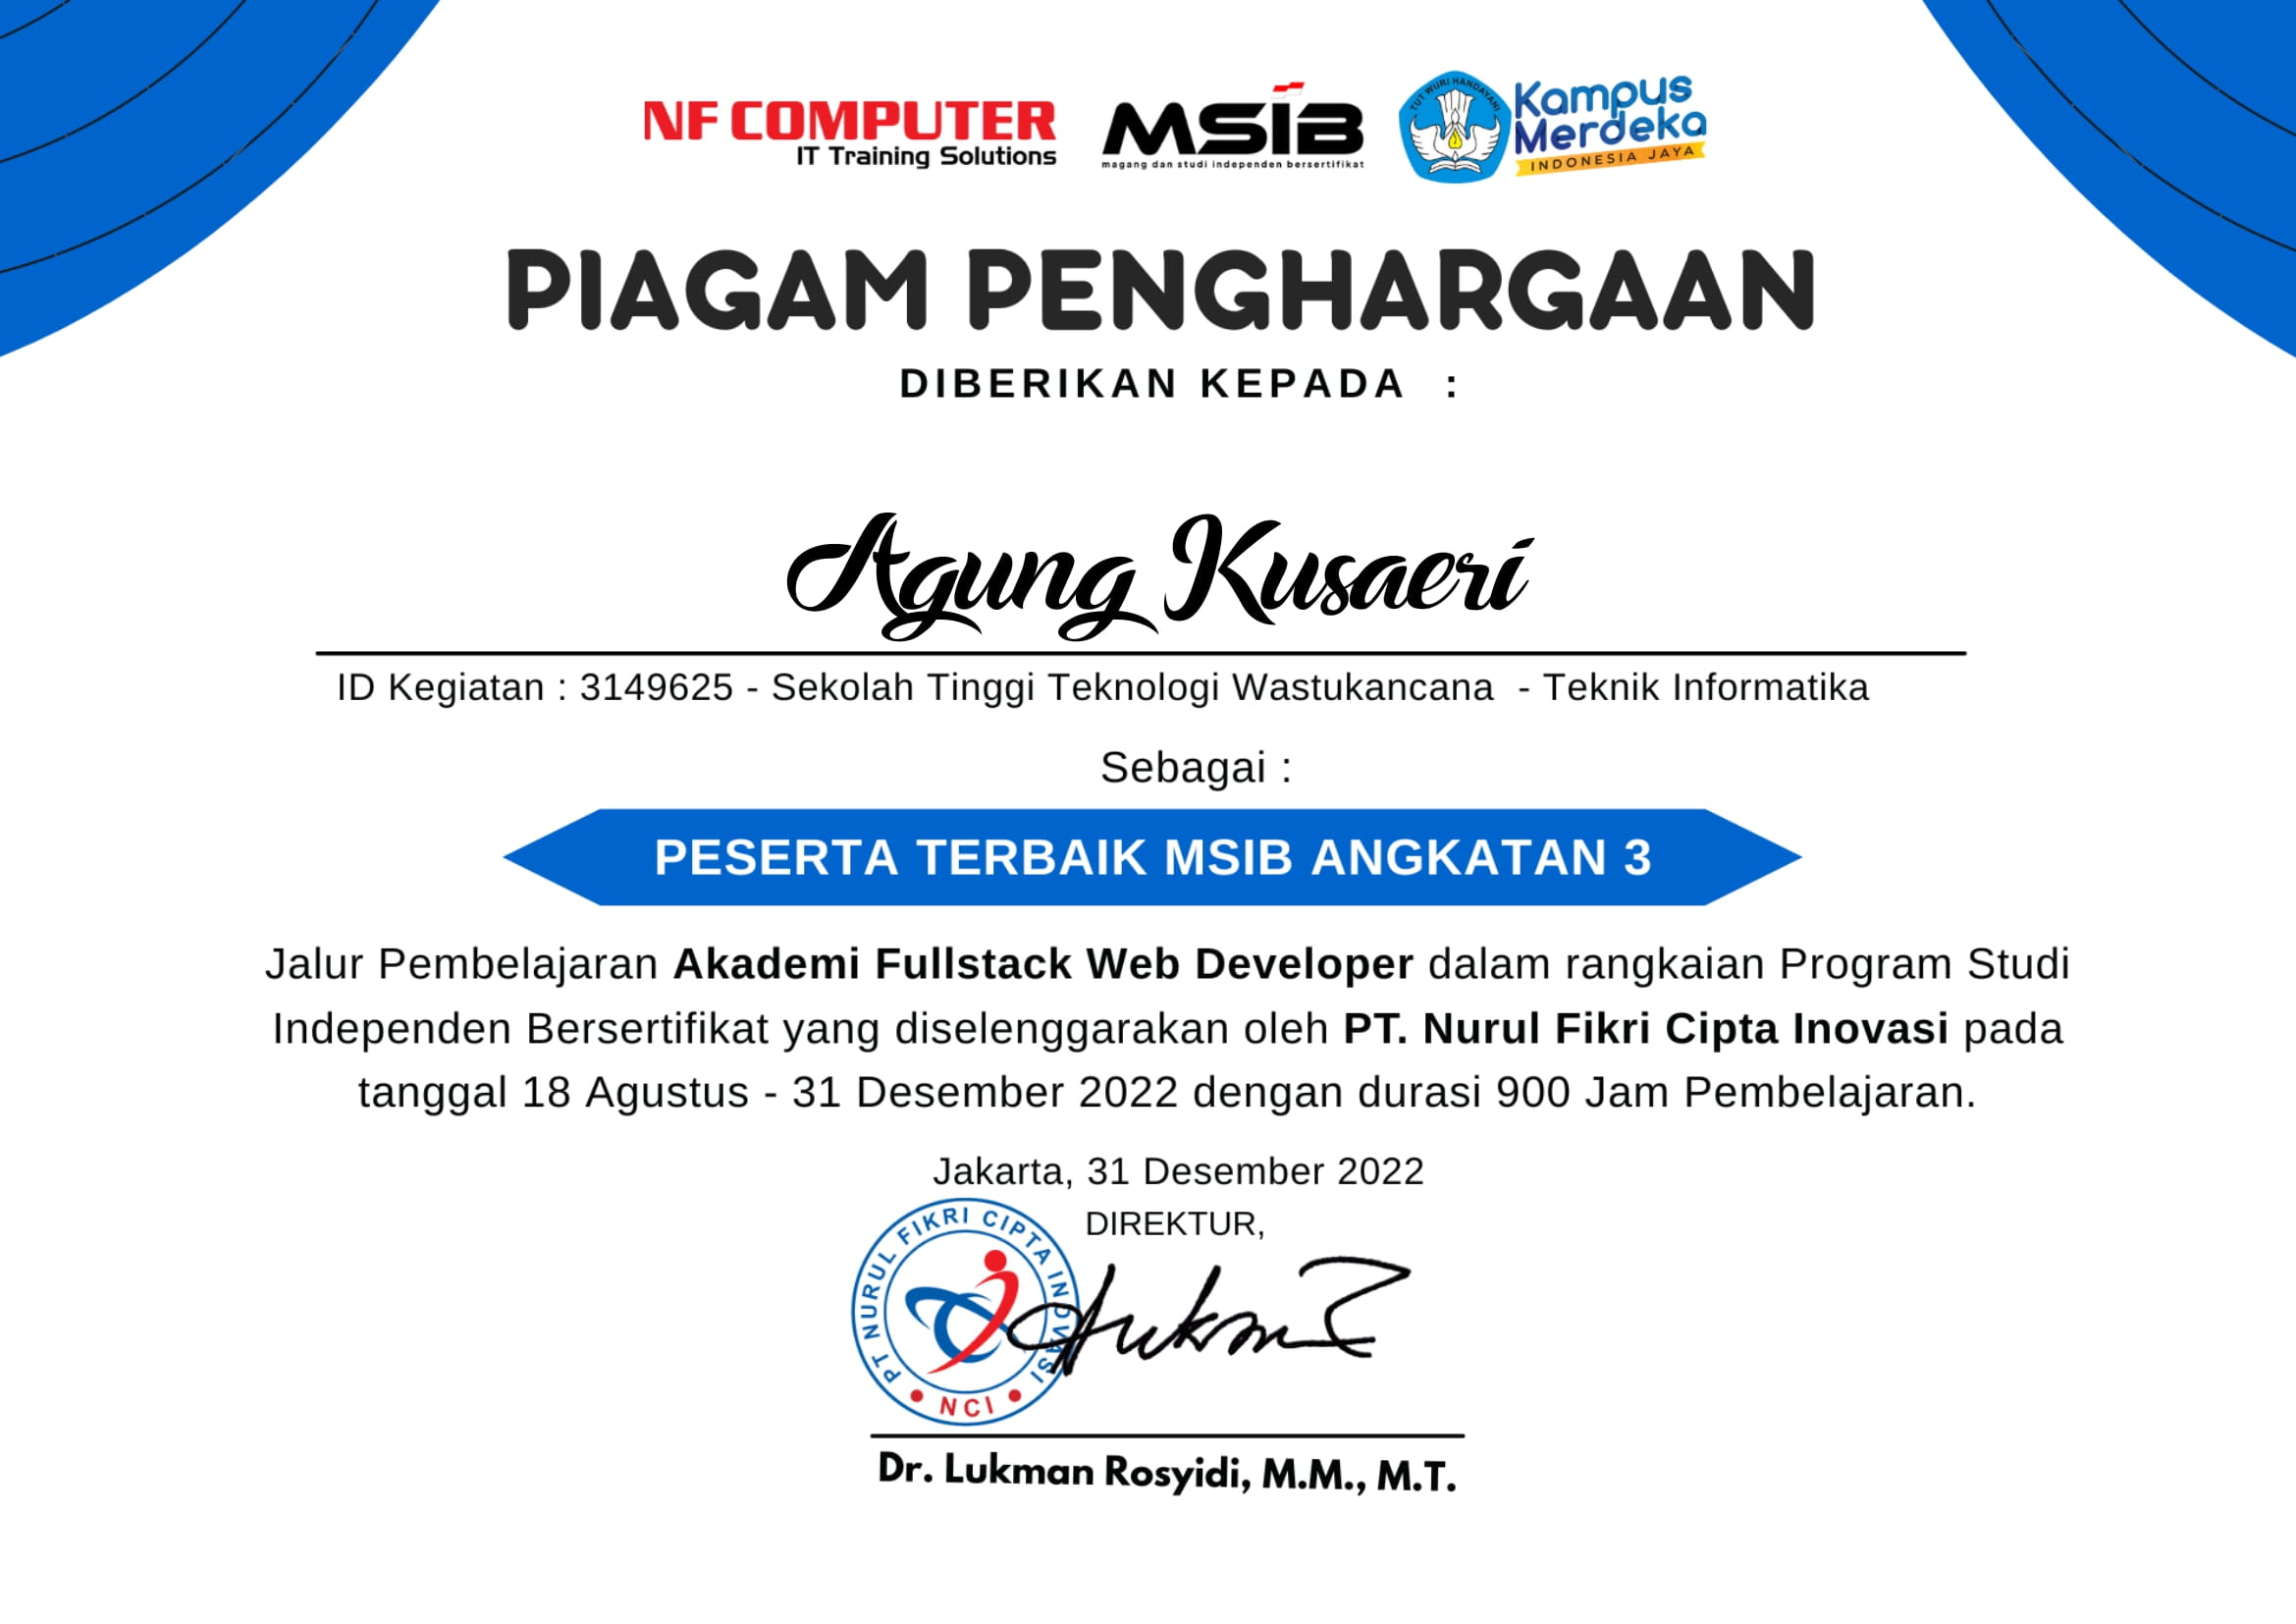 NF COMPUTER
IT Training Solutions
MSIB
magang dan studi independen bersertifikat
TUT WURI HANDAYANI
Kampus
Merdeka
INDONESIA JAYA
PIAGAM PENGHARGAAN
DIBERIKAN KEPADA :
Agung Kusaeri
ID Kegiatan : 3149625 - Sekolah Tinggi Teknologi Wastukancana - Teknik Informatika
Sebagai :
PESERTA TERBAIK MSIB ANGKATAN 3
Jalur Pembelajaran Akademi Fullstack Web Developer dalam rangkaian Program Studi
Independen Bersertifikat yang diselenggarakan oleh PT. Nurul Fikri Cipta Inovasi pada
tanggal 18 Agustus - 31 Desember 2022 dengan durasi 900 Jam Pembelajaran.
Jakarta, 31 Desember 2022
DIREKTUR,
PT NURUL FIKRI CIPTA INOVASI
NCI
Dr. Lukman Rosyidi, M.M., M.T.